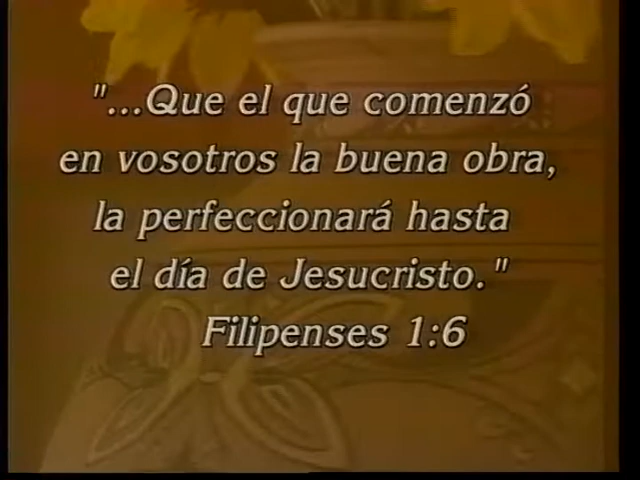 "...Que el que comenzó
en vosotros la buena obra,
la perfeccionará hasta
el día de Jesucristo."
Filipenses 1:6